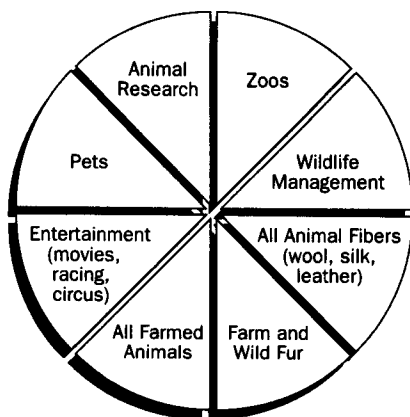 Animal
Research
Zoos
Pets
Wildlife
Management
Entertainment
(movies,
racing,
circus)
All Animal Fibers
(wool, silk,
leather)
All Farmed
Animals
Farm and
Wild Fur